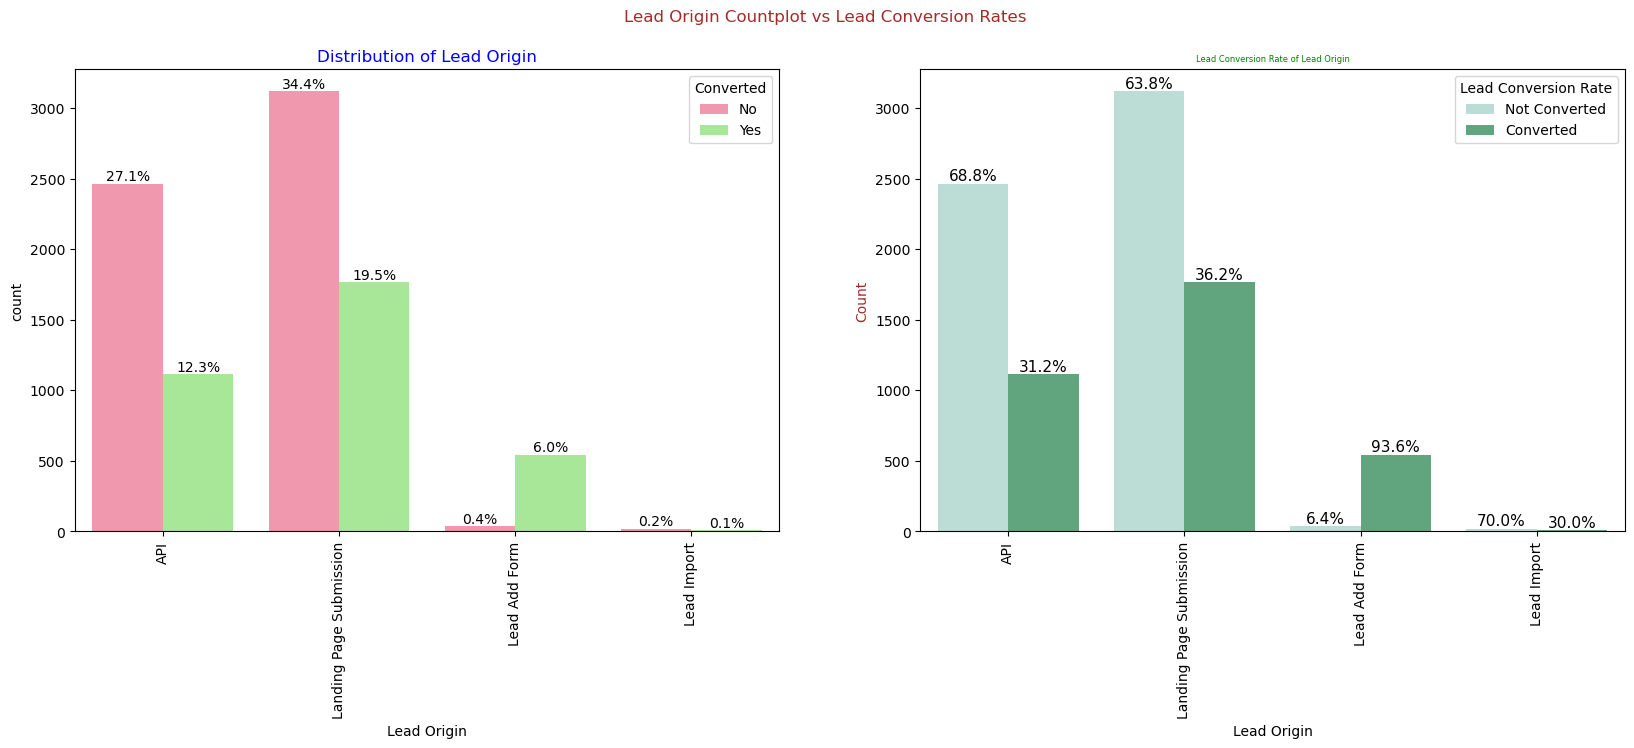 Lead Origin Countplot vs Lead Conversion Rates
Distribution of Lead Origin
count
3000
2500
2000
1500
1000
500
0
27.1%
12.3%
34.4%
19.5%
0.4%
6.0%
0.2%
0.1%
Converted
No
Yes
API
Landing Page Submission
Lead Add Form
Lead Import
Lead Origin
Lead Conversion Rate of Lead Origin
Count
3000
2500
2000
1500
1000
500
0
68.8%
31.2%
63.8%
36.2%
6.4%
93.6%
70.0%
30.0%
Lead Conversion Rate
Not Converted
Converted
API
Landing Page Submission
Lead Add Form
Lead Import
Lead Origin